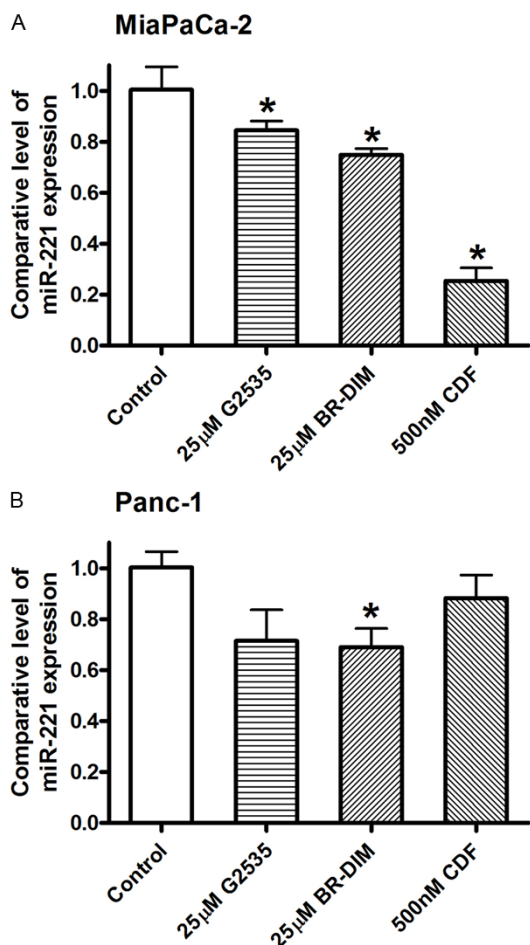 A
MiaPaCa-2
Comparative level of
miR-221 expression
1.0
0.8
0.6
0.4
0.2
0.0
*
*
*
Control
25μM G2535
25μM BR-DIM
500nM CDF
B
Panc-1
Comparative level of
miR-221 expression
1.0
0.8
0.6
0.4
0.2
0.0
*
Control
25μM G2535
25μM BR-DIM
500nM CDF